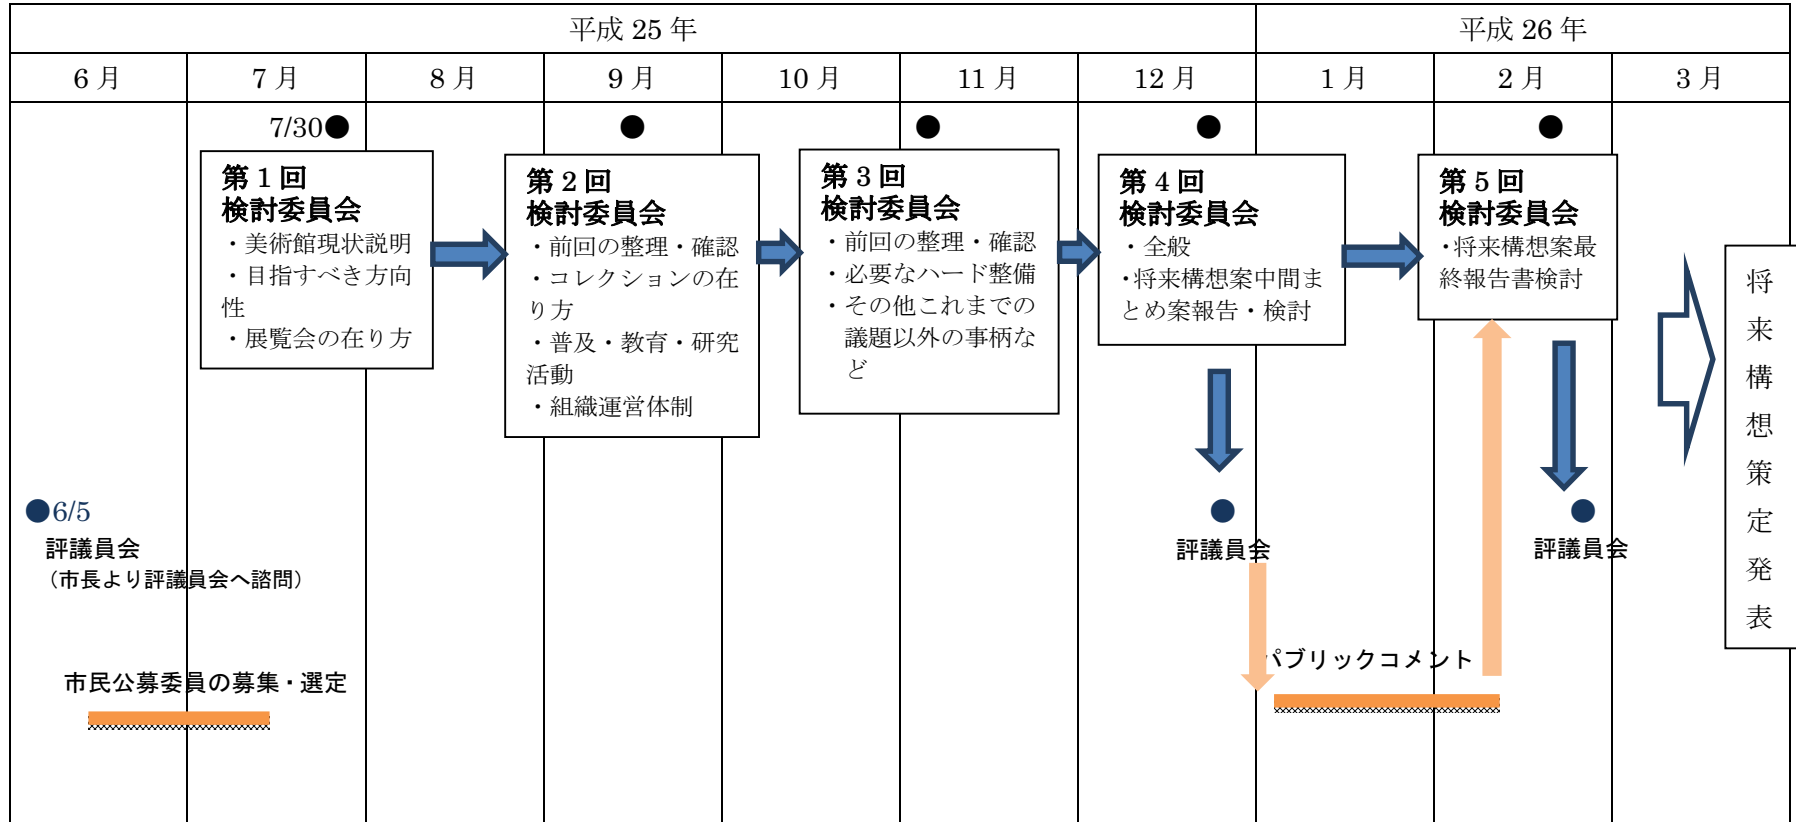 平成 25 年
平成 26 年
6 月
7 月
8 月
9 月
10 月
11 月
12 月
1 月
2 月
3 月
7/30●
●
●
●
●
第 1 回
検討委員会
・美術館現状説明
・目指すべき方向
性
・展覧会の在り方
第 2 回
検討委員会
・前回の整理・確認
・コレクションの在
り方
・普及・教育・研究
活動
・組織運営体制
第 3 回
検討委員会
・前回の整理・確認
・必要なハード整備
・その他これまでの
議題以外の事柄な
ど
第 4 回
検討委員会
・全般
・将来構想案中間ま
とめ案報告・検討
第 5 回
検討委員会
・将来構想案最
終報告書検討
将来構想策定発表
●6/5
評議員会
（市長より評議員会へ諮問）
●
評議員会
●
評議員会
市民公募委員の募集・選定
パブリックコメント